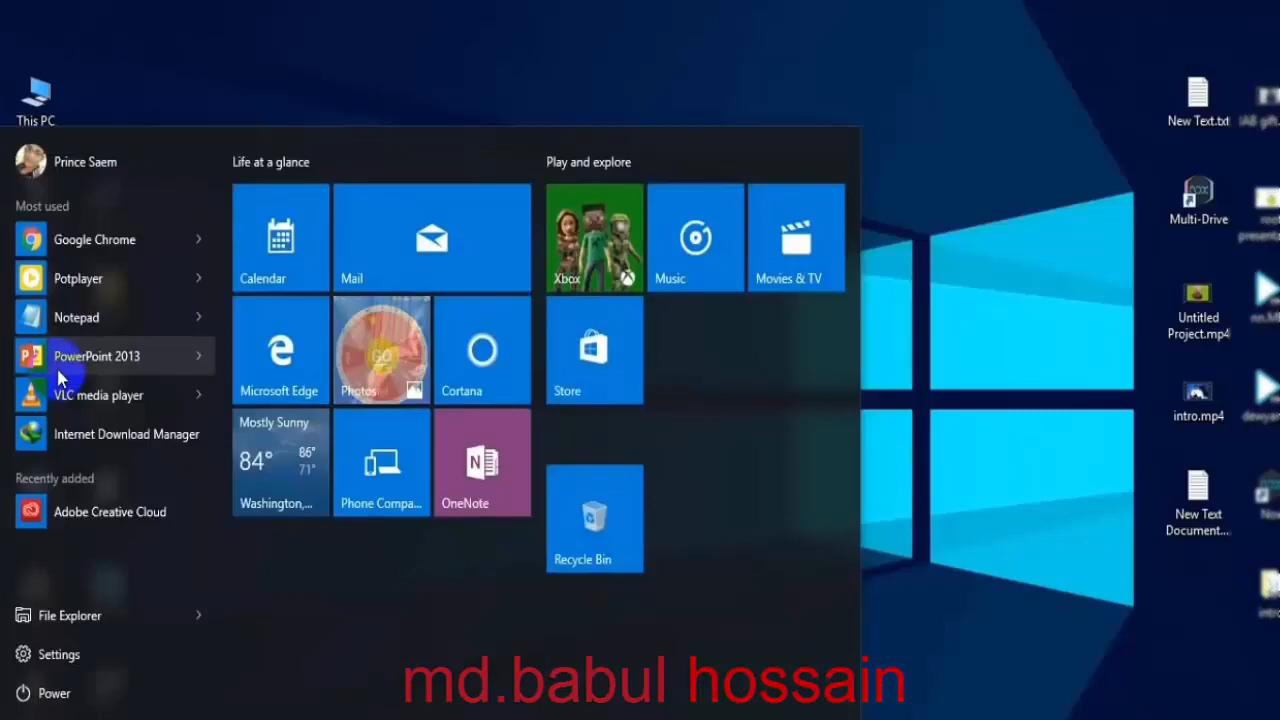 This PC
Prince Saem
Most used
Google Chrome
Potplayer
Notepad
PowerPoint 2013
VLC media player
Internet Download Manager
Recently added
Adobe Creative Cloud
File Explorer
Settings
Power
Life at a glance
Calendar
Mail
Microsoft Edge
Photos
GO
Cortana
Mostly Sunny
84°
86°
71°
Washington,...
Phone Compa...
OneNote
Play and explore
Xbox
Music
Movies & TV
Store
Recycle Bin
New Text.txt
Multi-Drive
Untitled
Project.mp4
intro.mp4
New Text
Document...
md.babul hossain